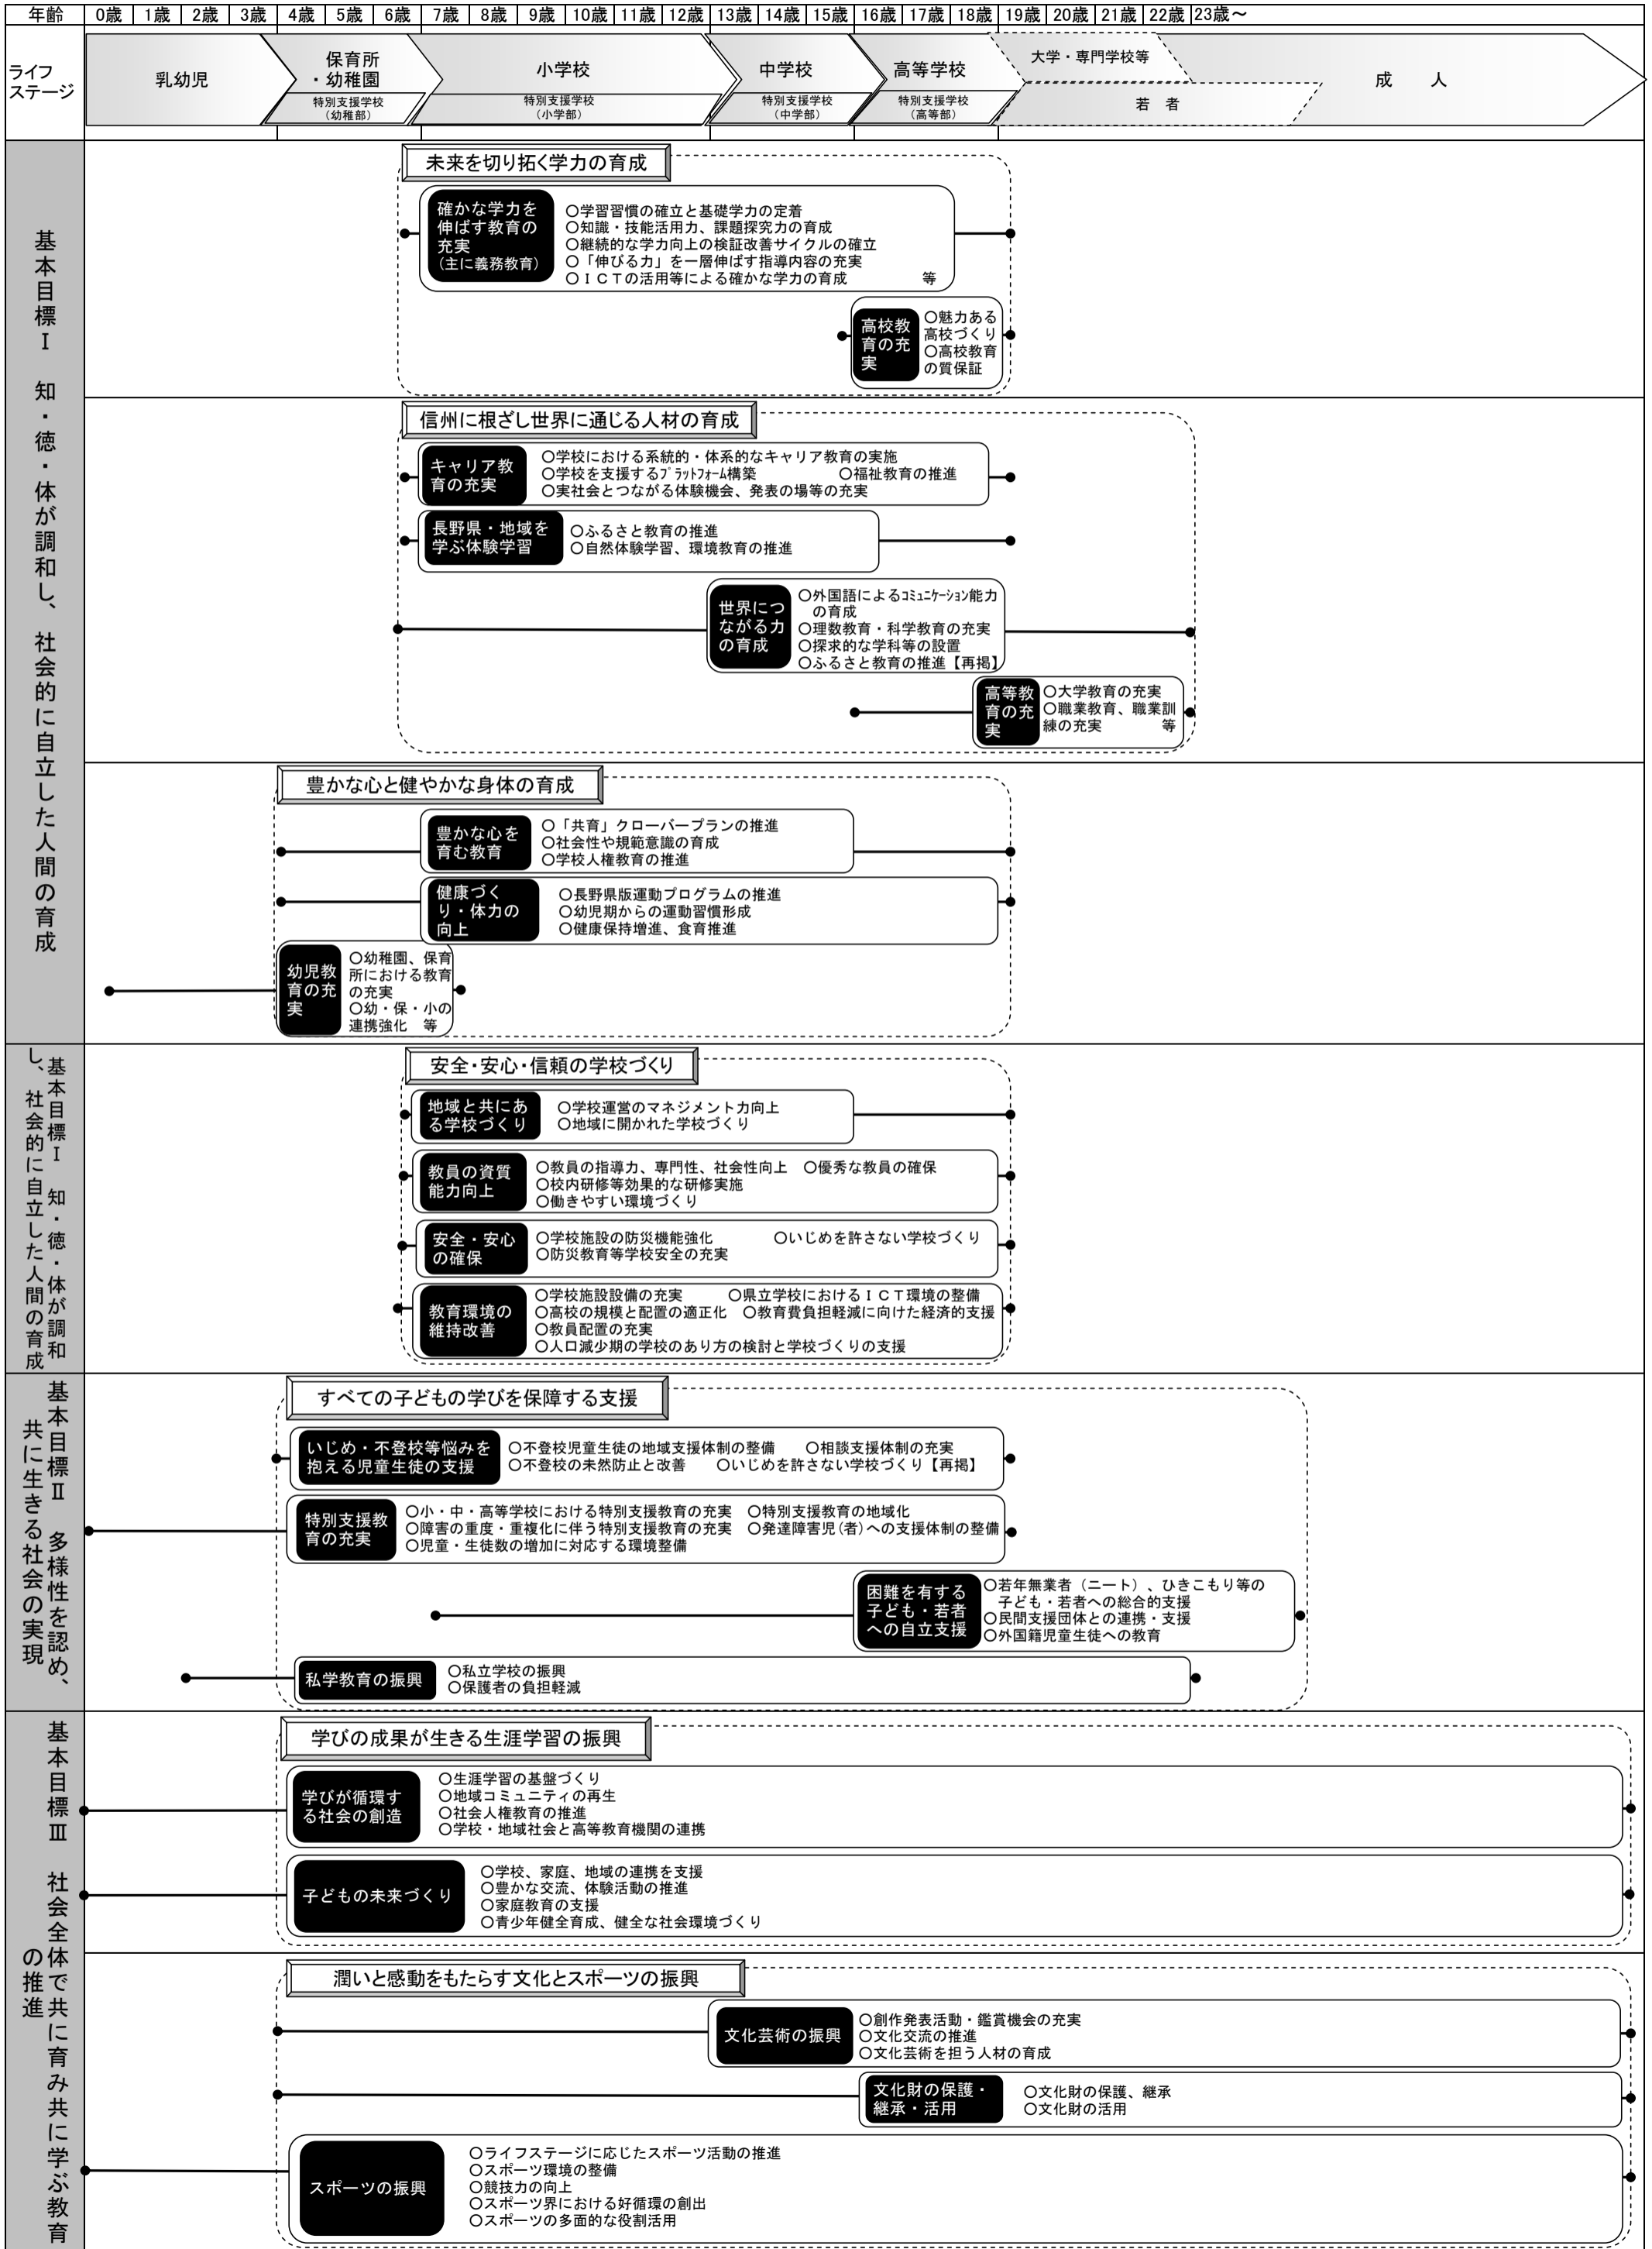 年齢 0歳 1歳 2歳 3歳 4歳 5歳 6歳 7歳 8歳 9歳 10歳 11歳 12歳 13歳 14歳 15歳 16歳 17歳 18歳 19歳 20歳 21歳 22歳 23歳～
ライフ
ステージ
乳幼児
保育所
・幼稚園
特別支援学校
（幼稚部）
小学校
特別支援学校
（小学部）
中学校
特別支援学校
（中学部）
高等学校
特別支援学校
（高等部）
大学・専門学校等
若　者
成　人
基本目標Ⅰ　知・徳・体が調和し、社会的に自立した人間の育成
未来を切り拓く学力の育成
確かな学力を
伸ばす教育の
充実
（主に義務教育）
○学習習慣の確立と基礎学力の定着
○知識・技能活用力、課題探究力の育成
○継続的な学力向上の検証改善サイクルの確立
○「伸びる力」を一層伸ばす指導内容の充実
○ＩＣＴの活用等による確かな学力の育成　等
高校教
育の充
実
○魅力ある
高校づくり
○高校教育
の質保証
信州に根ざし世界に通じる人材の育成
キャリア教
育の充実
○学校における系統的・体系的なキャリア教育の実施
○学校を支援するﾌﾟﾗｯﾄﾌｫｰﾑ構築　○福祉教育の推進
○実社会とつながる体験機会、発表の場等の充実
長野県・地域を
学ぶ体験学習
○ふるさと教育の推進
○自然体験学習、環境教育の推進
世界につ
ながる力
の育成
○外国語によるｺﾐｭﾆｹｰｼｮﾝ能力
の育成
○理数教育・科学教育の充実
○探求的な学科等の設置
○ふるさと教育の推進【再掲】
高等教
育の充
実
○大学教育の充実
○職業教育、職業訓
練の充実　等
豊かな心と健やかな身体の育成
豊かな心を
育む教育
○「共育」クローバープランの推進
○社会性や規範意識の育成
○学校人権教育の推進
健康づく
り・体力の
向上
○長野県版運動プログラムの推進
○幼児期からの運動習慣形成
○健康保持増進、食育推進
幼児教
育の充
実
○幼稚園、保育
所における教育
の充実
○幼・保・小の
連携強化　等
基本目標Ⅰ　知・徳・体が調和
し、社会的に自立した人間の育成
安全・安心・信頼の学校づくり
地域と共にあ
る学校づくり
○学校運営のマネジメント力向上
○地域に開かれた学校づくり
教員の資質
能力向上
○教員の指導力、専門性、社会性向上　○優秀な教員の確保
○校内研修等効果的な研修実施
○働きやすい環境づくり
安全・安心
の確保
○学校施設の防災機能強化　○いじめを許さない学校づくり
○防災教育等学校安全の充実
教育環境の
維持改善
○学校施設設備の充実　○県立学校におけるＩＣＴ環境の整備
○高校の規模と配置の適正化　○教育費負担軽減に向けた経済的支援
○教員配置の充実
○人口減少期の学校のあり方の検討と学校づくりの支援
基本目標Ⅱ　多様性を認め、
共に生きる社会の実現
すべての子どもの学びを保障する支援
いじめ・不登校等悩みを
抱える児童生徒の支援
○不登校児童生徒の地域支援体制の整備　○相談支援体制の充実
○不登校の未然防止と改善　○いじめを許さない学校づくり【再掲】
特別支援教
育の充実
○小・中・高等学校における特別支援教育の充実　○特別支援教育の地域化
○障害の重度・重複化に伴う特別支援教育の充実　○発達障害児（者）への支援体制の整備
○児童・生徒数の増加に対応する環境整備
困難を有する
子ども・若者
への自立支援
○若年無業者（ニート）、ひきこもり等の
子ども・若者への総合的支援
○民間支援団体との連携・支援
○外国籍児童生徒への教育
私学教育の振興
○私立学校の振興
○保護者の負担軽減
基本目標Ⅲ　社会全体で共に育み共に学ぶ教育
の推進
学びの成果が生きる生涯学習の振興
学びが循環す
る社会の創造
○生涯学習の基盤づくり
○地域コミュニティの再生
○社会人権教育の推進
○学校・地域社会と高等教育機関の連携
子どもの未来づくり
○学校、家庭、地域の連携を支援
○豊かな交流、体験活動の推進
○家庭教育の支援
○青少年健全育成、健全な社会環境づくり
潤いと感動をもたらす文化とスポーツの振興
文化芸術の振興
○創作発表活動・鑑賞機会の充実
○文化交流の推進
○文化芸術を担う人材の育成
文化財の保護・
継承・活用
○文化財の保護、継承
○文化財の活用
スポーツの振興
○ライフステージに応じたスポーツ活動の推進
○スポーツ環境の整備
○競技力の向上
○スポーツ界における好循環の創出
○スポーツの多面的な役割活用